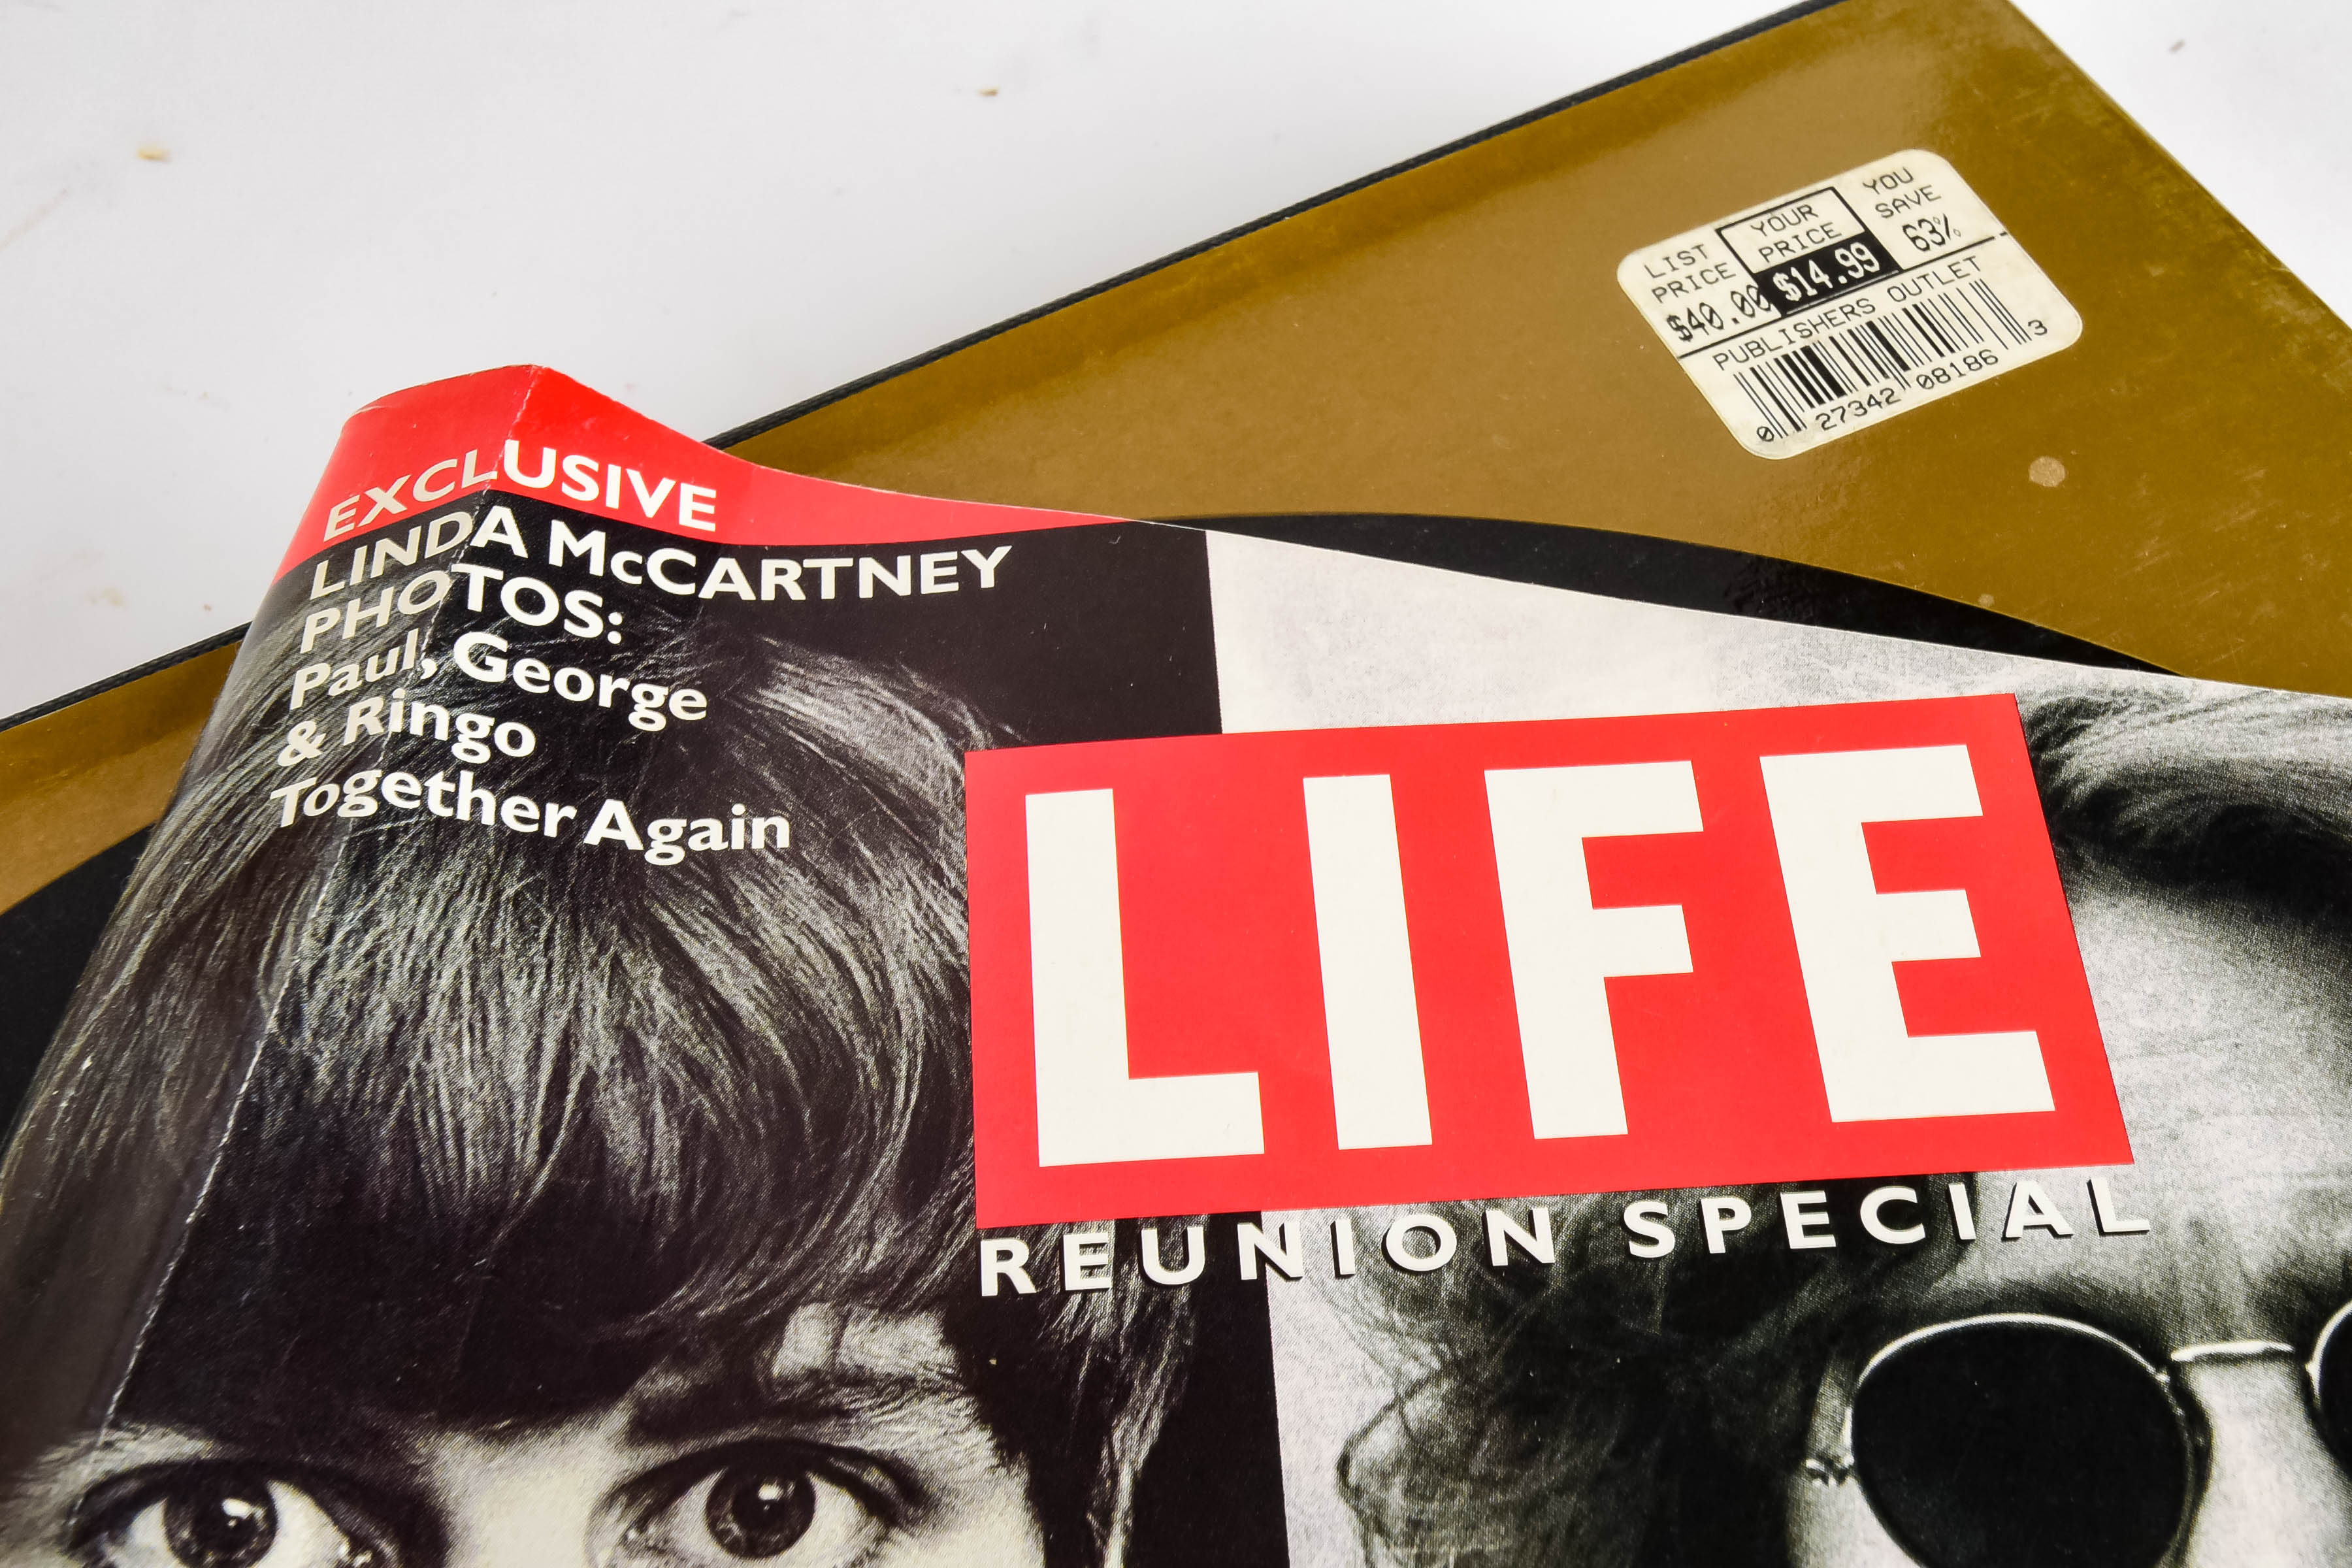 LIST PRICE $40.00
YOUR PRICE $14.99
YOU SAVE 63%
PUBLISHERS OUTLET
0 27342 08186 3
EXCLUSIVE
LINDA McCARTNEY
PHOTOS:
Paul, George
& Ringo
Together Again
LIFE
REUNION SPECIAL